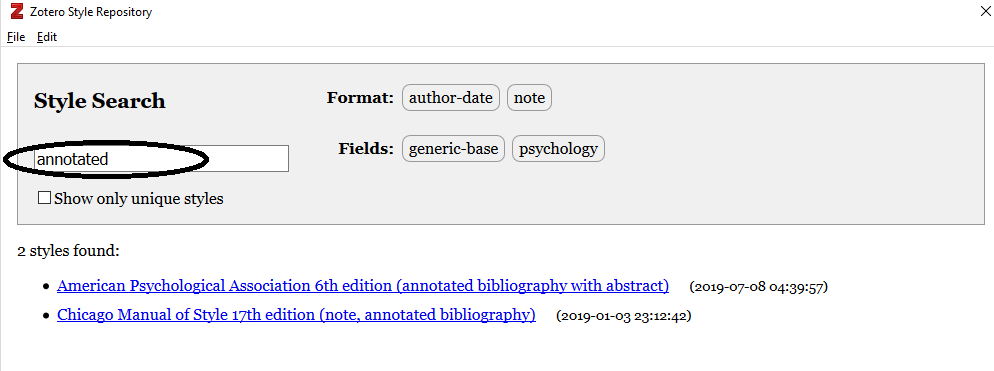 Zotero Style Repository
File Edit
Style Search
Format: author-date note
annotated
Fields: generic-base psychology
Show only unique styles
2 styles found:
American Psychological Association 6th edition (annotated bibliography with abstract) (2019-07-08 04:39:57)
Chicago Manual of Style 17th edition (note, annotated bibliography) (2019-01-03 23:12:42)